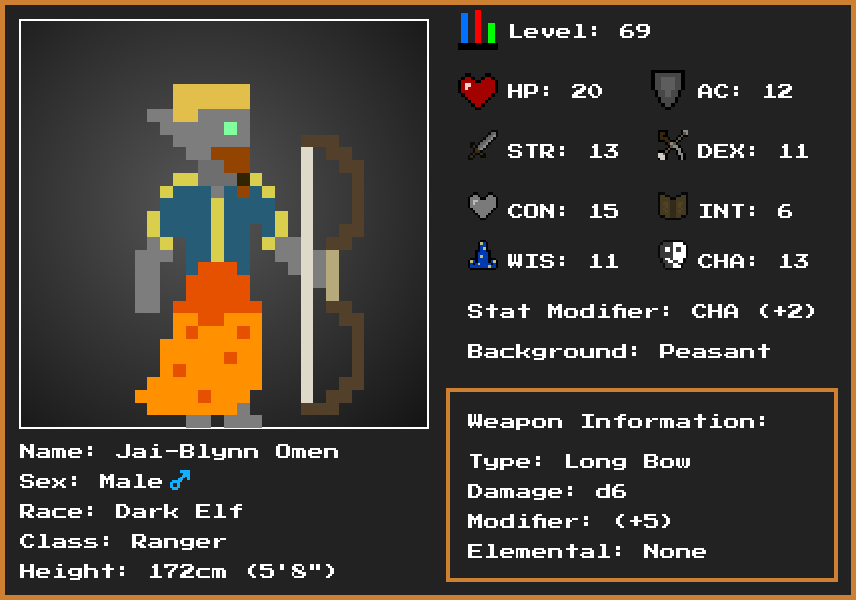 Level: 69
HP: 20
AC: 12
STR: 13
DEX: 11
CON: 15
INT: 6
WIS: 11
CHA: 13
Stat Modifier: CHA (+2)
Background: Peasant
Weapon Information:
Type: Long Bow
Damage: d6
Modifier: (+5)
Elemental: None
Name: Jai-Blynn Omen
Sex: Male ♂
Race: Dark Elf
Class: Ranger
Height: 172cm (5'8")